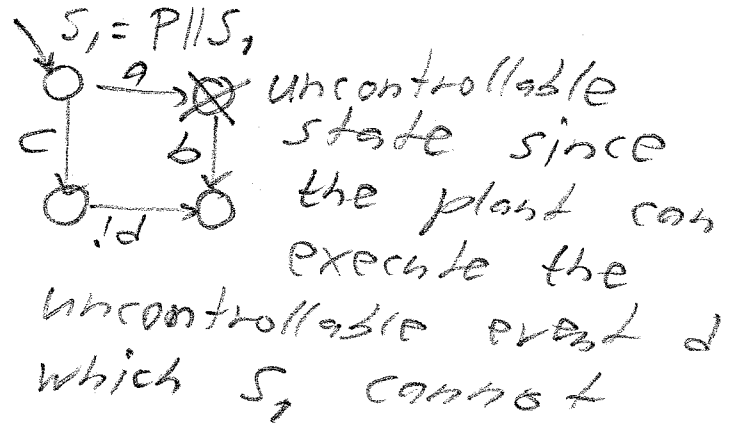 S₁ = P||S₁
a
uncontrollable
c
b
state since
the plant can
!d
execute the
uncontrollable event d
which S₁ cannot